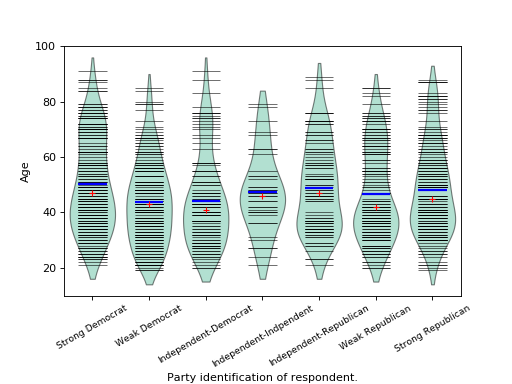 100
80
60
40
20
Age
Strong Democrat
Weak Democrat
Independent-Democrat
Independent-Indpendent
Independent-Republican
Weak Republican
Strong Republican
Party identification of respondent.